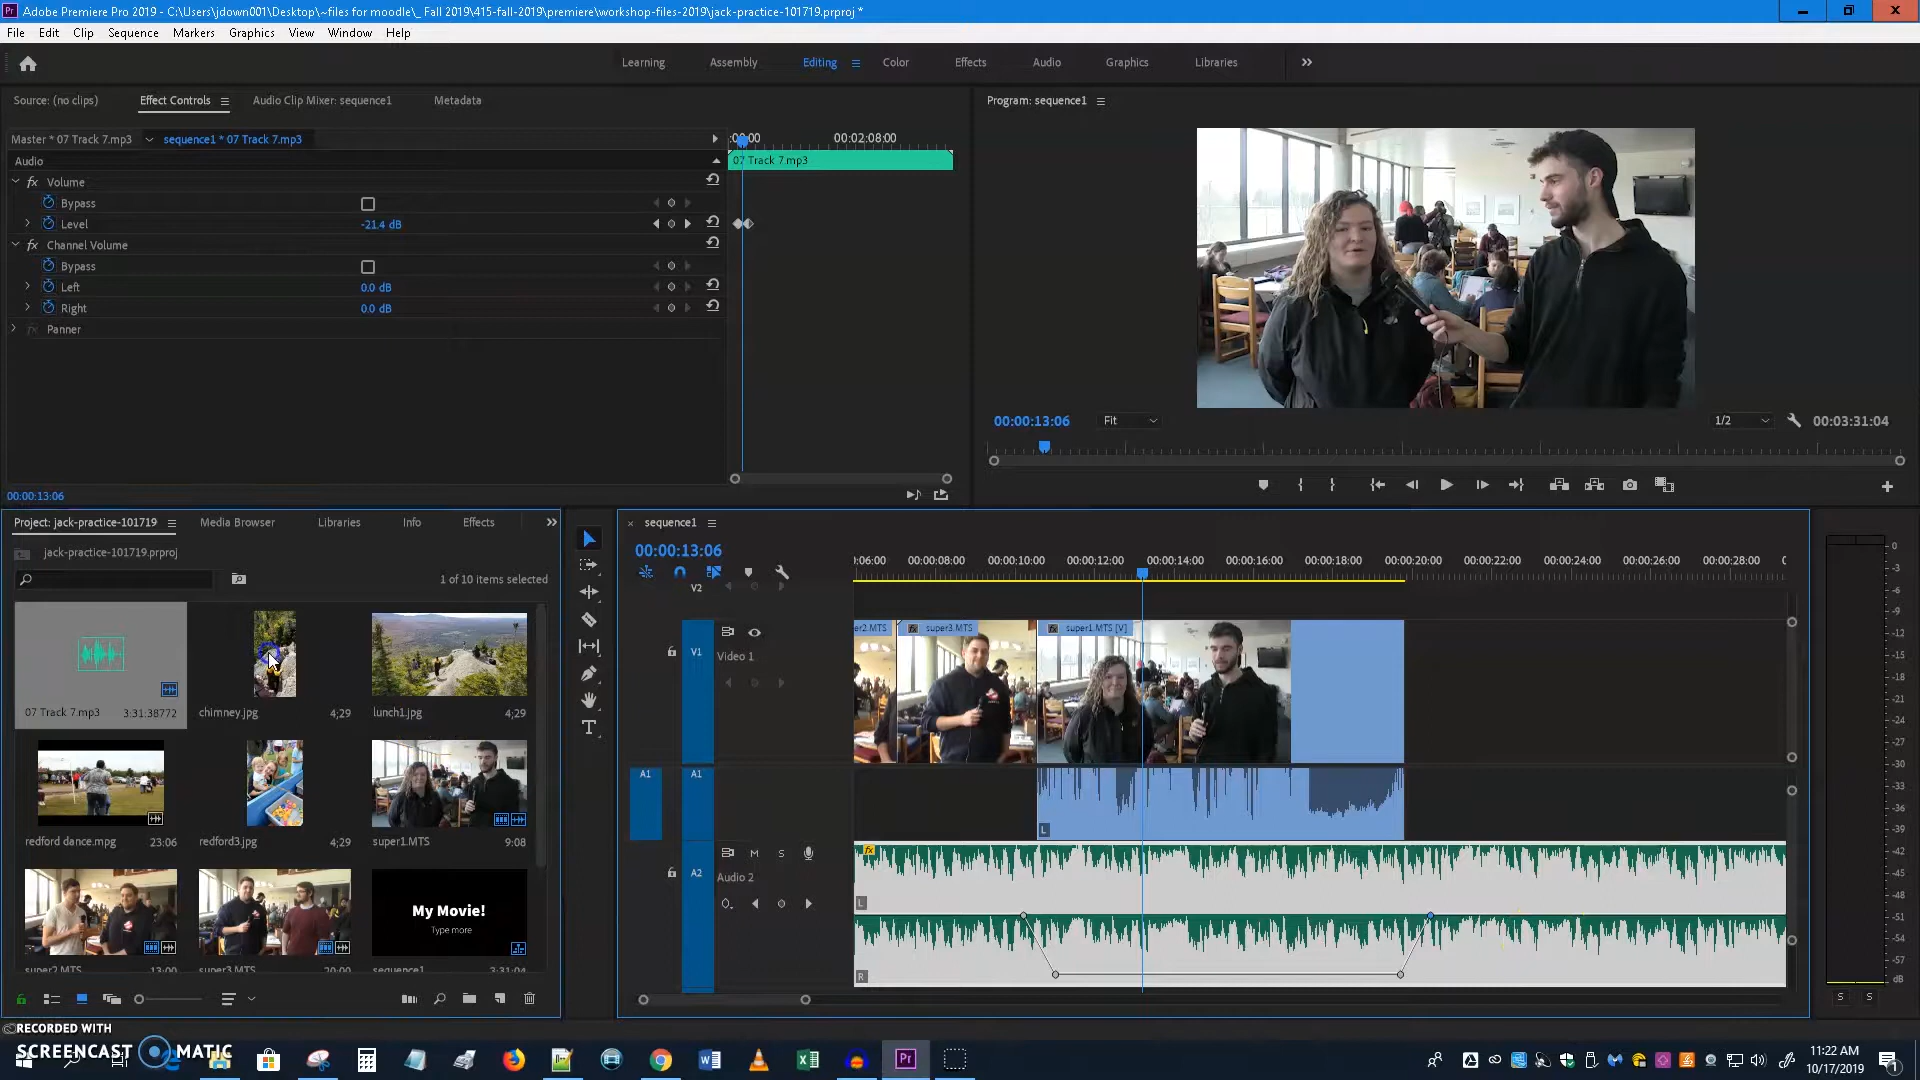 Pr Adobe Premiere Pro 2019 - C:\Users\jdown001\Desktop\~files for moodle\_ Fall 2019\415-fall-2019\premiere\workshop-files-2019\jack-practice-101719.prproj *
File Edit Clip Sequence Markers Graphics View Window Help
Learning Assembly Editing Color Effects Audio Graphics Libraries
Source: (no clips) Effect Controls Audio Clip Mixer: sequence1 Metadata
Program: sequence1
Master * 07 Track 7.mp3 sequence1 * 07 Track 7.mp3
:00:00 00:02:08:00
Audio
07 Track 7.mp3
fx Volume
Bypass
Level -21.4 dB
fx Channel Volume
Bypass
Left 0.0 dB
Right 0.0 dB
fx Panner
00:00:13:06 Fit 1/2 00:03:31:04
00:00:13:06
Project: jack-practice-101719 Media Browser Libraries Info Effects
jack-practice-101719.prproj
1 of 10 items selected
07 Track 7.mp3 3:31:38772
chimney.jpg 4;29
lunch1.jpg 4;29
redford dance.mpg 23:06
redford3.jpg 4;29
super1.MTS 9:08
My Movie!
Type more
super2.MTS 13:00
super3.MTS 20:00
sequence1 3:31:04
sequence1
00:00:13:06
:06:00 00:00:08:00 00:00:10:00 00:00:12:00 00:00:14:00 00:00:16:00 00:00:18:00 00:00:20:00 00:00:22:00 00:00:24:00 00:00:26:00 00:00:28:00
V2
er2.MTS fx super3.MTS fx super1.MTS [V]
V1 Video 1
A1 A1
L
M S
A2 Audio 2
fx
L
R
0
-3
-6
-9
-12
-15
-18
-21
-24
-27
-30
-33
-36
-39
-42
-45
-48
-51
-54
-57
dB
S S
RECORDED WITH
SCREENCAST MATIC
Pr
11:22 AM
10/17/2019
1